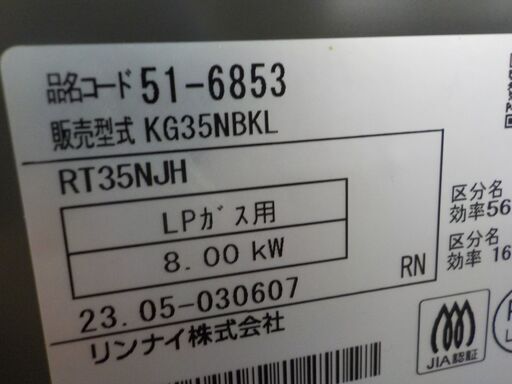 品名コード 51-6853
販売型式 KG35NBKL
RT35NJH
LPｶﾞｽ用
8.00 kW
RN
23.05-030607
リンナイ株式会社
区分名
効率56
区分名
効率 16
JIA認証